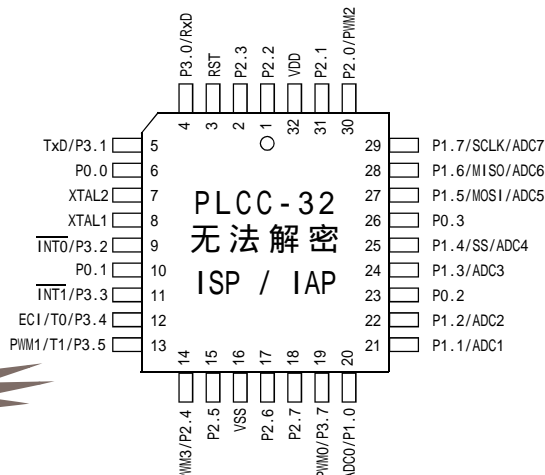 P3.0/RxD
RST
P2.3
P2.2
VDD
P2.1
P2.0/PWM2
4 3 2 1 32 31 30
TxD/P3.1 5
P0.0 6
XTAL2 7
XTAL1 8
INT0/P3.2 9
P0.1 10
INT1/P3.3 11
ECI/T0/P3.4 12
PWM1/T1/P3.5 13
PLCC-32
无法解密
ISP / IAP
29 P1.7/SCLK/ADC7
28 P1.6/MISO/ADC6
27 P1.5/MOSI/ADC5
26 P0.3
25 P1.4/SS/ADC4
24 P1.3/ADC3
23 P0.2
22 P1.2/ADC2
21 P1.1/ADC1
14 15 16 17 18 19 20
WM3/P2.4
P2.5
VSS
P2.6
P2.7
PWM0/P3.7
ADC0/P1.0